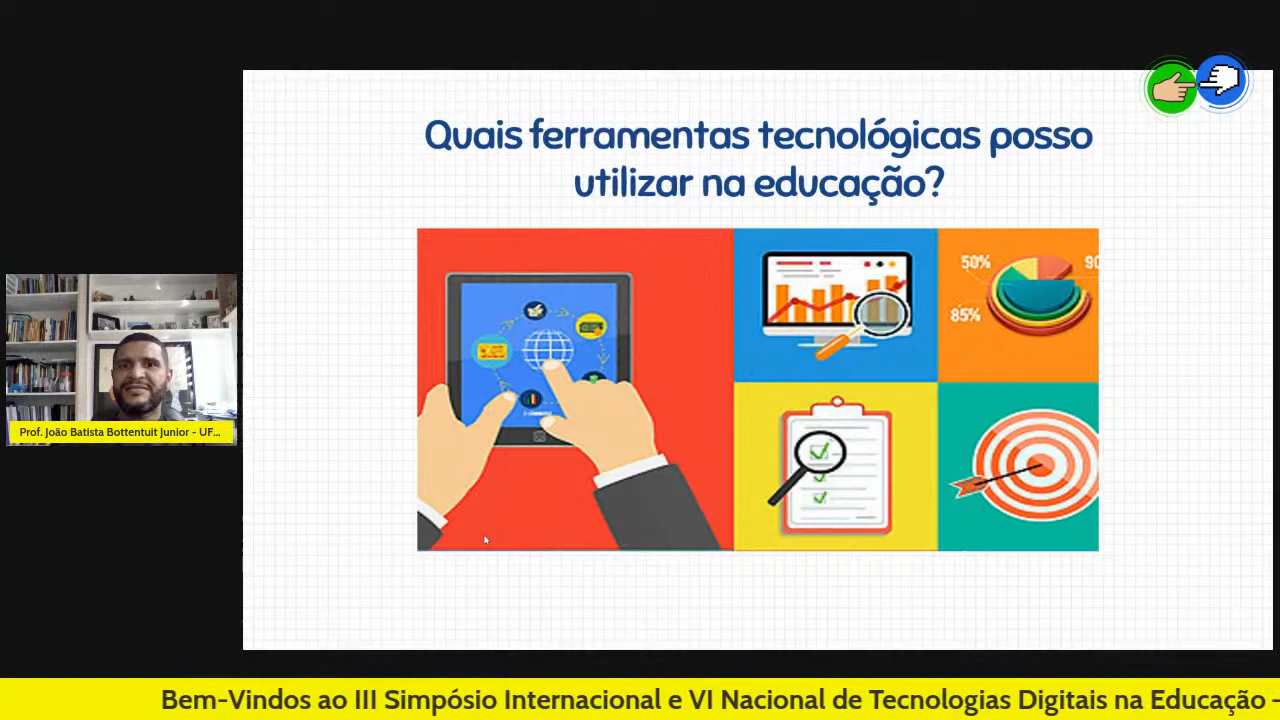 Quais ferramentas tecnológicas posso
utilizar na educação?
50%
90
85%
Prof. João Batista Bottentuit Junior - UF...
Bem-Vindos ao III Simpósio Internacional e VI Nacional de Tecnologias Digitais na Educação -